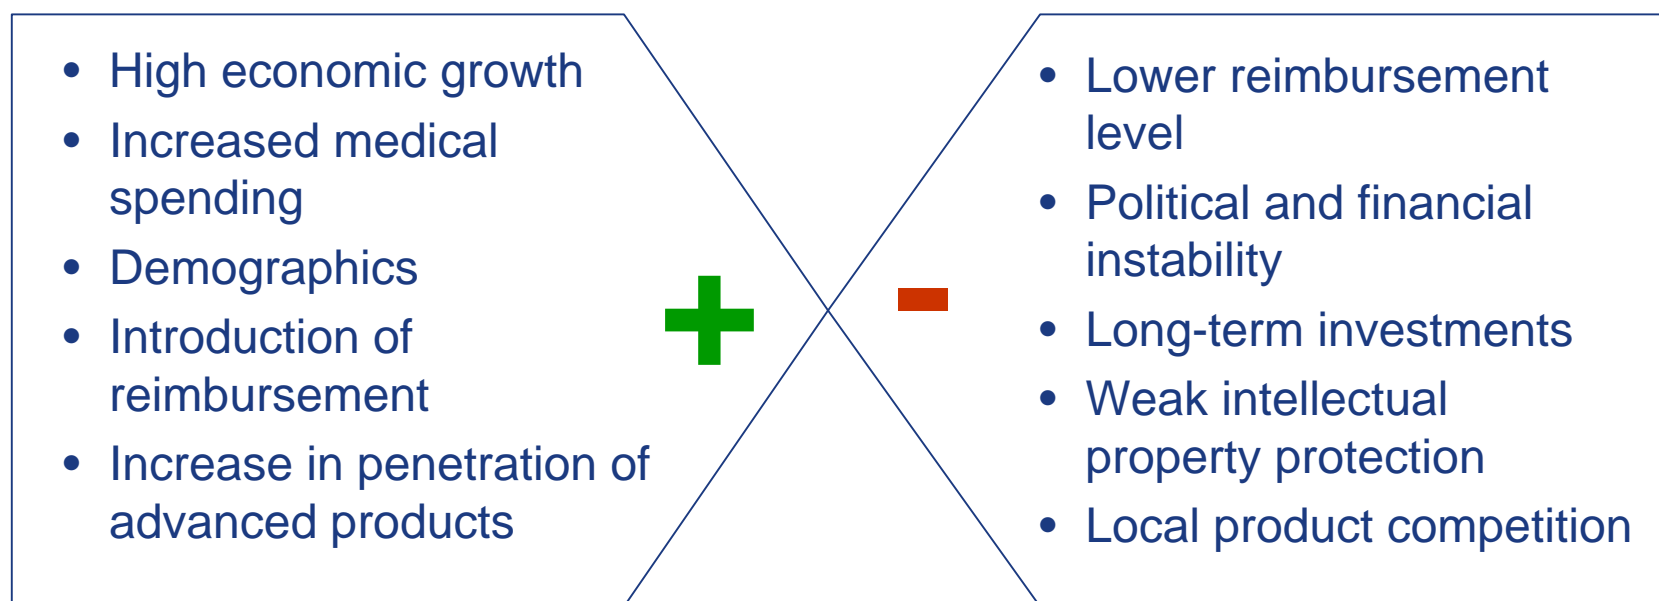 • High economic growth
• Increased medical
spending
• Demographics
• Introduction of
reimbursement
• Increase in penetration of
advanced products
+
-
• Lower reimbursement
level
• Political and financial
instability
• Long-term investments
• Weak intellectual
property protection
• Local product competition